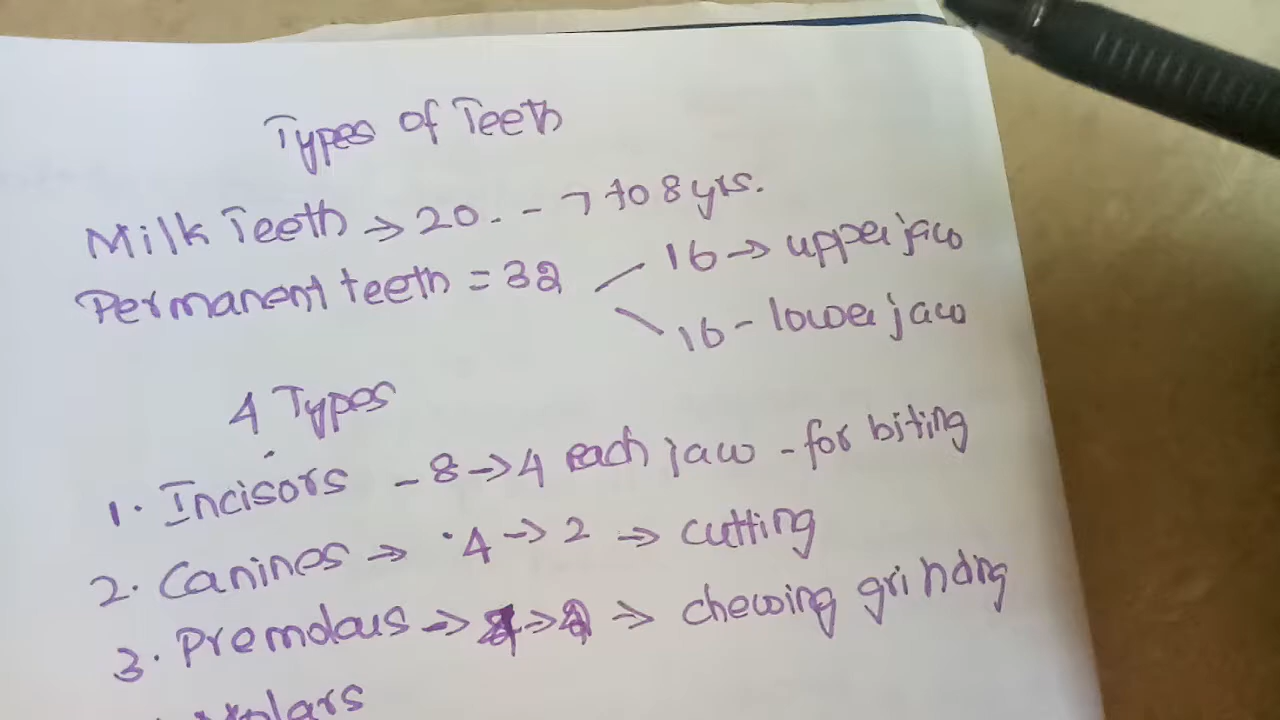 Types of Teeth
Milk Teeth → 20. - 7 to 8 yrs.
Permanent teeth = 32
16 → upper jaw
16 - lower jaw
4 Types
1. Incisors - 8 → 4 each jaw - for biting
2. Canines → 4 → 2 → cutting
3. Premolars → → → chewing grinding
Molars